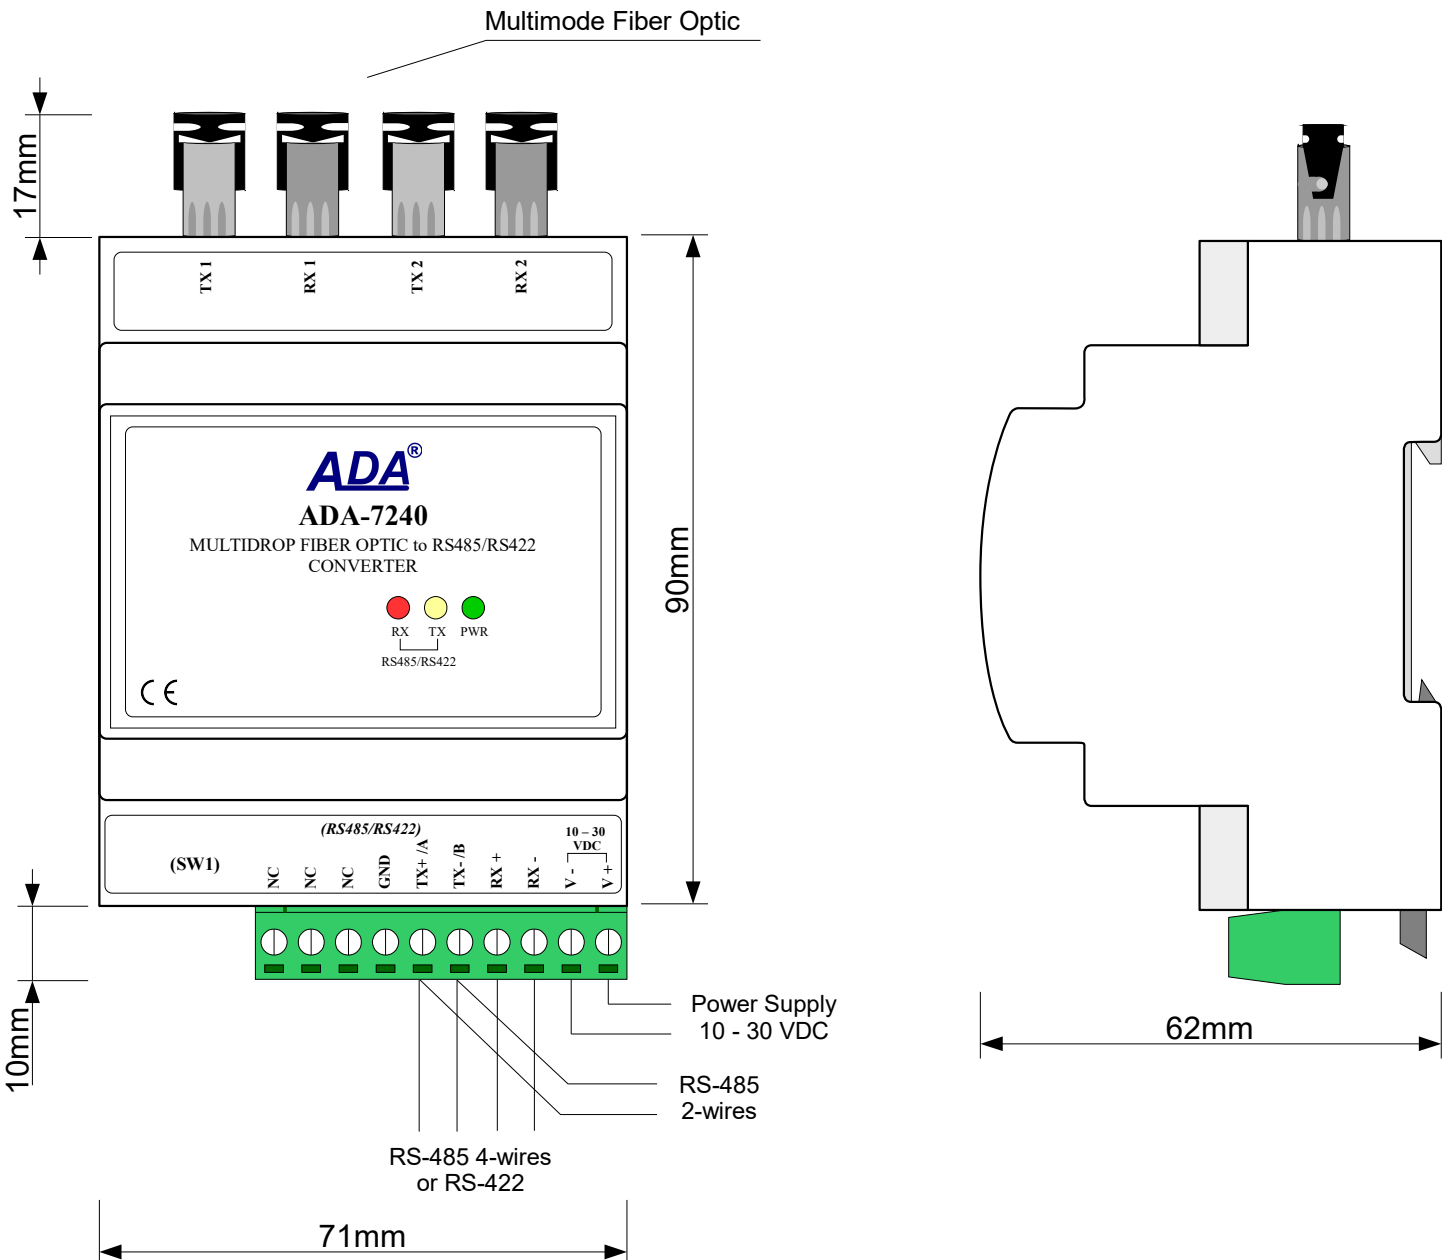 Multimode Fiber Optic
17mm
TX 1
RX 1
TX 2
RX 2
ADA®
ADA-7240
MULTIDROP FIBER OPTIC to RS485/RS422
CONVERTER
RX TX PWR
RS485/RS422
CE
90mm
(RS485/RS422)
10 – 30
VDC
(SW1)
NC
NC
NC
GND
TX+ /A
TX- /B
RX +
RX -
V -
V +
10mm
Power Supply
10 - 30 VDC
RS-485
2-wires
RS-485 4-wires
or RS-422
71mm
62mm